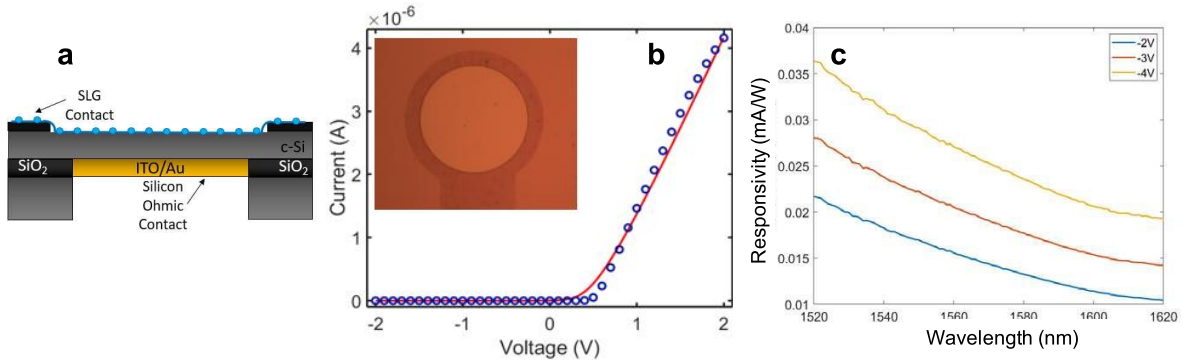 a
SLG
Contact
c-Si
SiO2
ITO/Au
SiO2
Silicon
Ohmic
Contact
×10-6
b
4
3
2
1
0
Current (A)
-2
-1
0
1
2
Voltage (V)
c
-2V
-3V
-4V
0.04
0.035
0.03
0.025
0.02
0.015
0.01
Responsivity (mA/W)
1520
1540
1560
1580
1600
1620
Wavelength (nm)